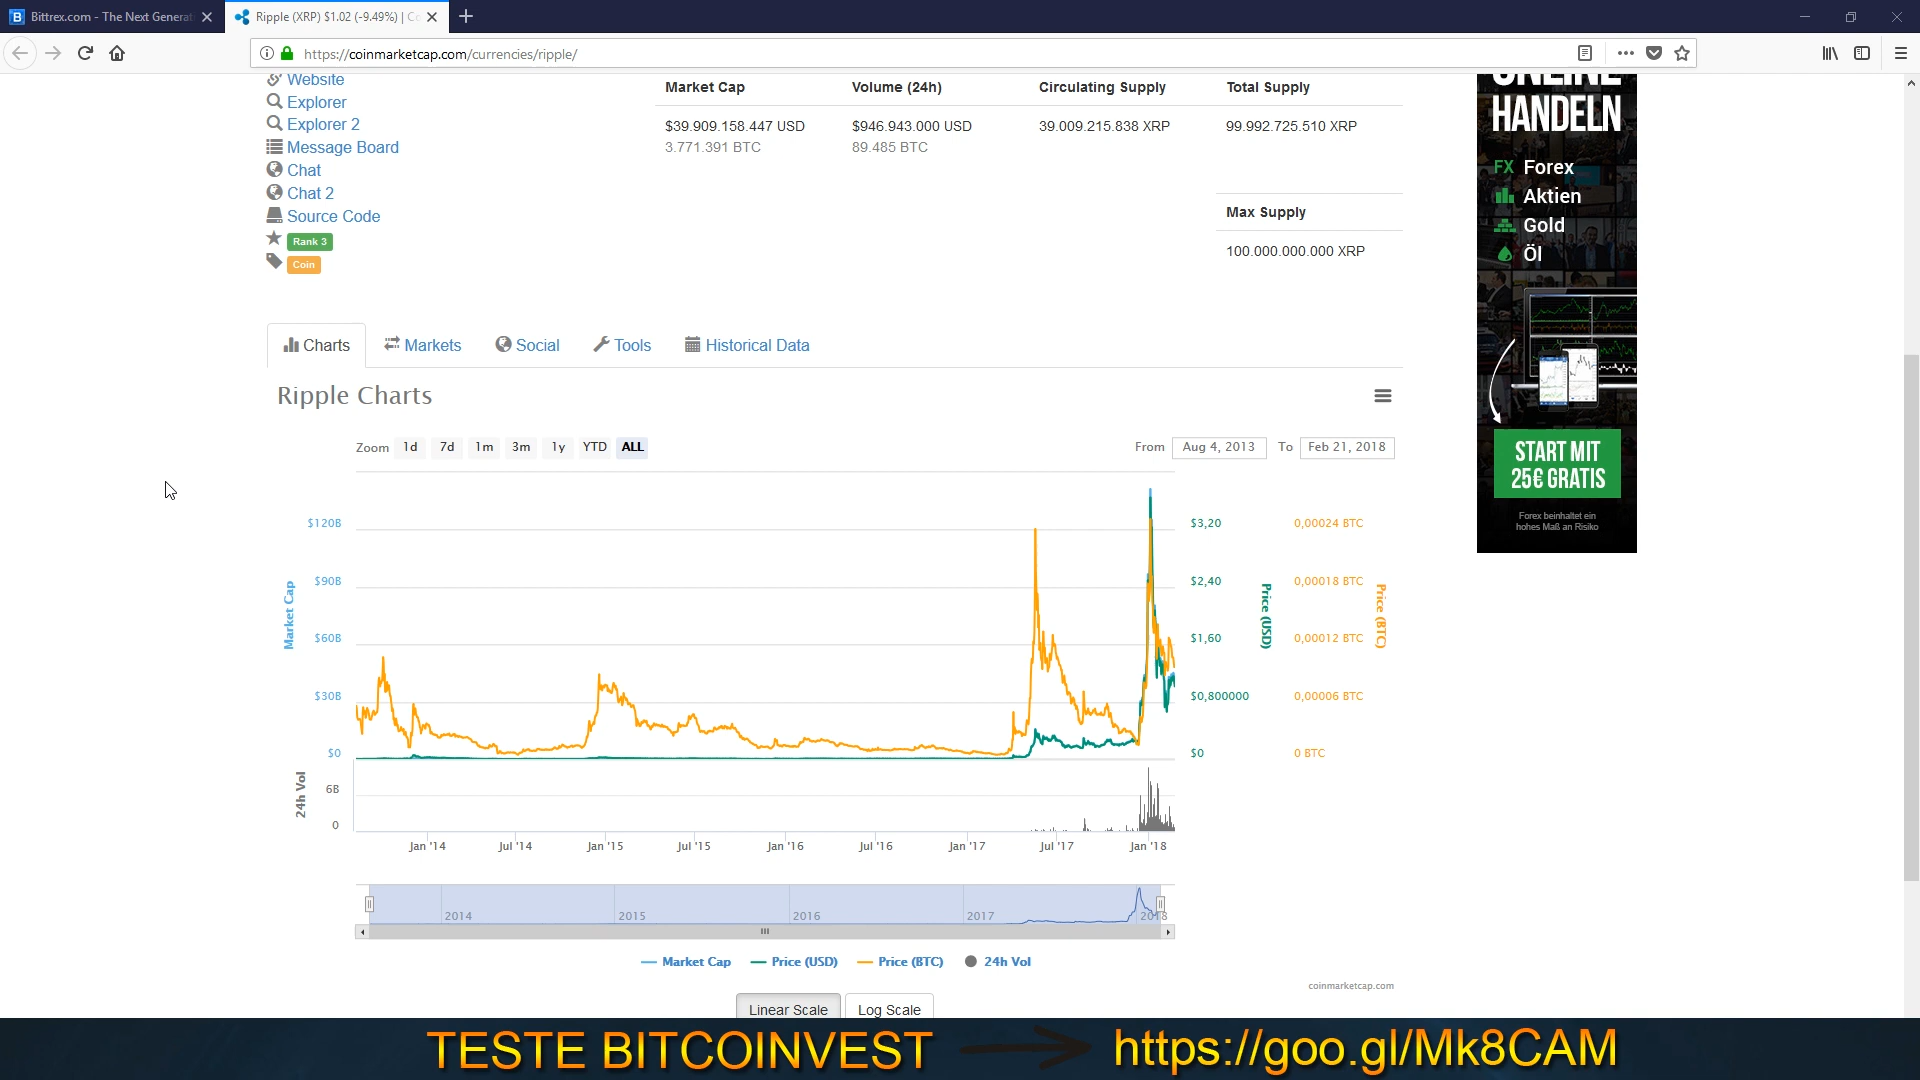 Bittrex.com - The Next Generat
Ripple (XRP) $1.02 (-9.49%) | Co
https://coinmarketcap.com/currencies/ripple/
Website
Explorer
Explorer 2
Message Board
Chat
Chat 2
Source Code
Rank 3
Coin
Market Cap Volume (24h) Circulating Supply Total Supply
$39.909.158.447 USD $946.943.000 USD 39.009.215.838 XRP 99.992.725.510 XRP
3.771.391 BTC 89.485 BTC
Max Supply
100.000.000.000 XRP
ONLINE
HANDELN
FX Forex
Aktien
Gold
Öl
START MIT
25€ GRATIS
Forex beinhaltet ein
hohes Maß an Risiko
Charts Markets Social Tools Historical Data
Ripple Charts
Zoom 1d 7d 1m 3m 1y YTD ALL
From Aug 4, 2013 To Feb 21, 2018
$120B $3,20 0,00024 BTC
$90B $2,40 0,00018 BTC
Market Cap
Price (USD)
Price (BTC)
$60B $1,60 0,00012 BTC
$30B $0,800000 0,00006 BTC
$0 $0 0 BTC
24h Vol
6B
0
Jan '14 Jul '14 Jan '15 Jul '15 Jan '16 Jul '16 Jan '17 Jul '17 Jan '18
2014 2015 2016 2017 2018
Market Cap Price (USD) Price (BTC) 24h Vol
coinmarketcap.com
Linear Scale Log Scale
TESTE BITCOINVEST https://goo.gl/Mk8CAM